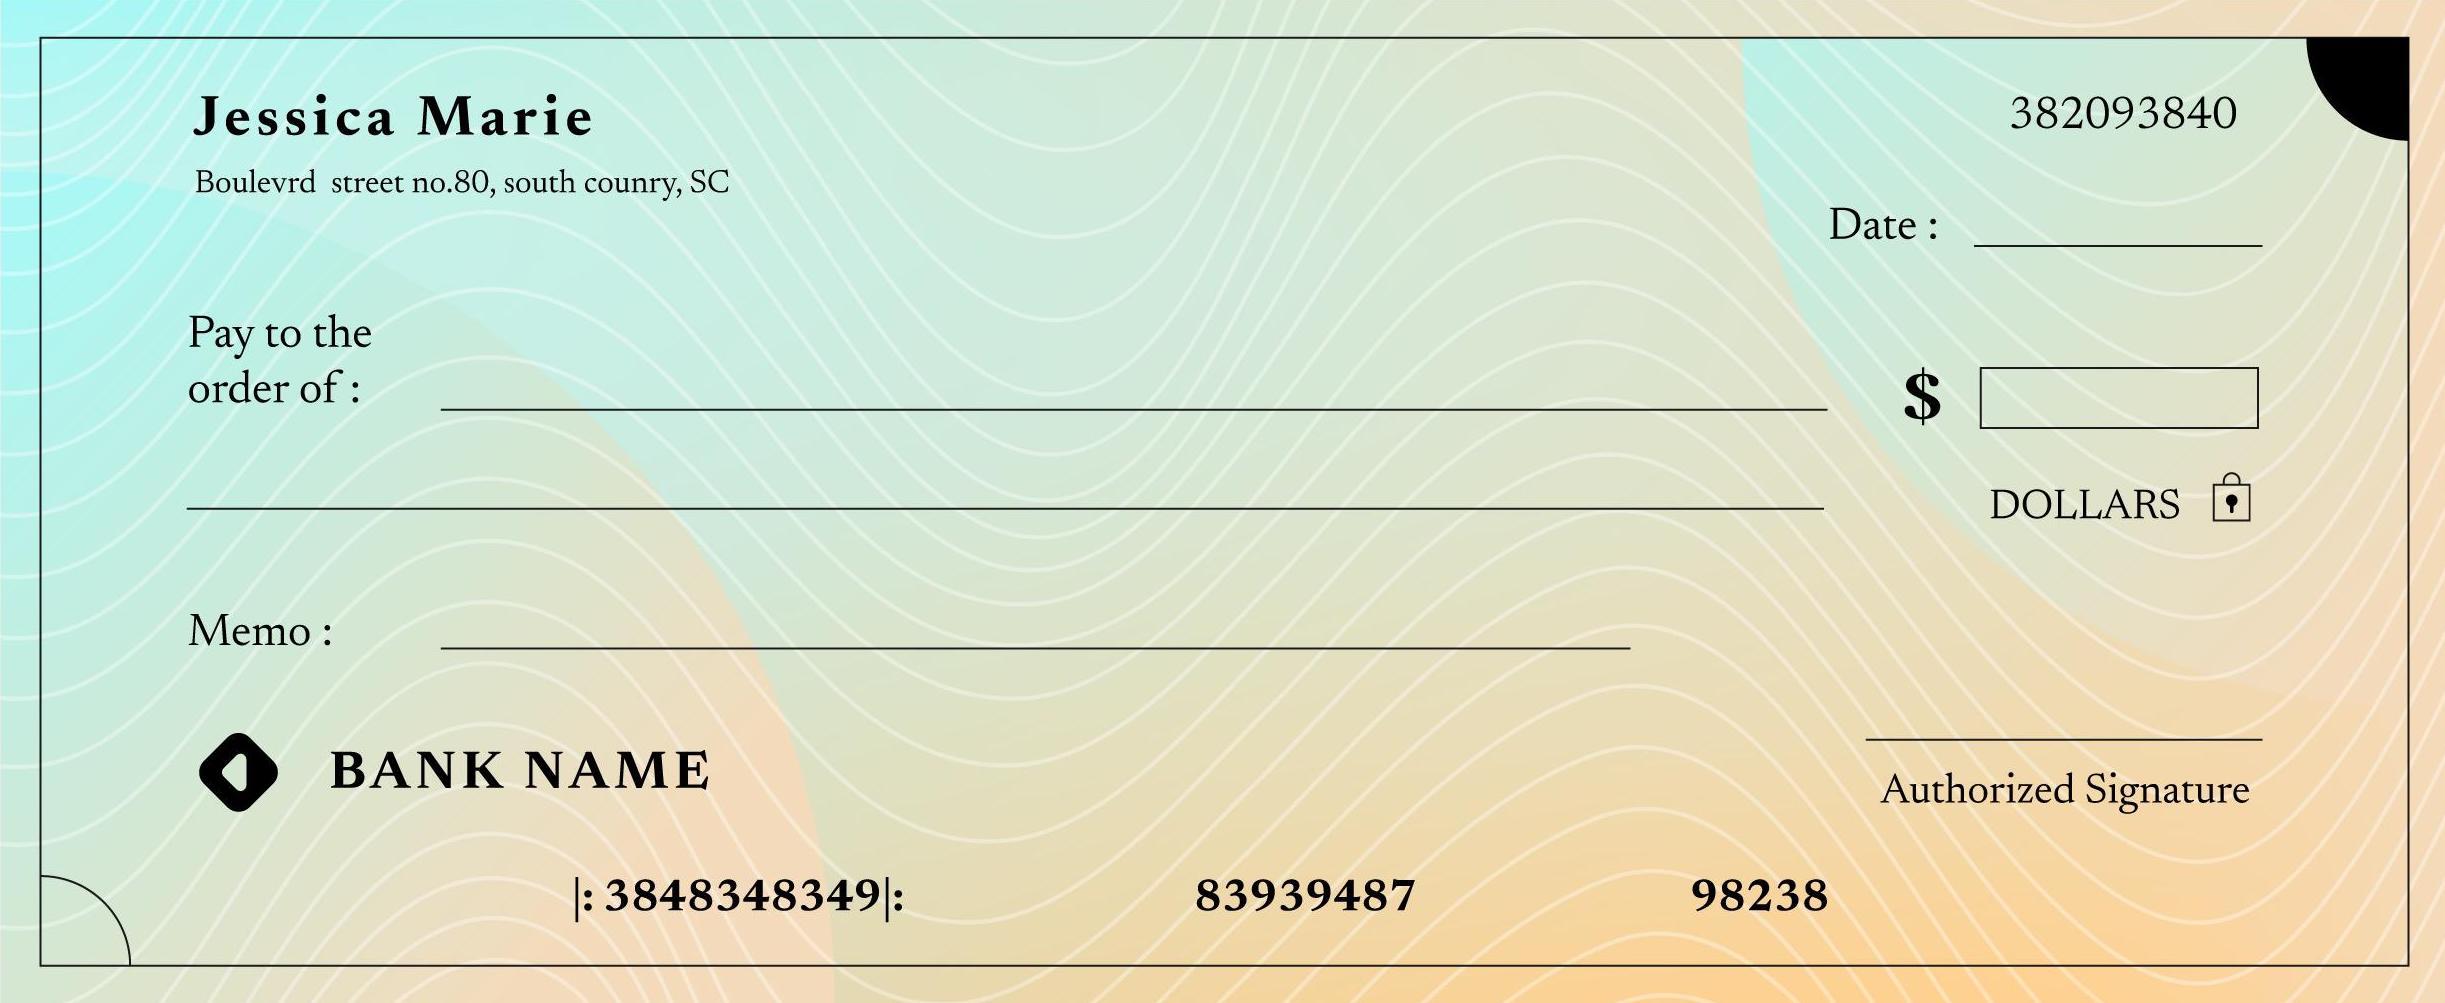 Jessica Marie
382093840
Boulevrd street no.80, south counry, SC
Date :
Pay to the
order of :
$
DOLLARS
Memo :
BANK NAME
Authorized Signature
|: 3848348349|: 83939487 98238